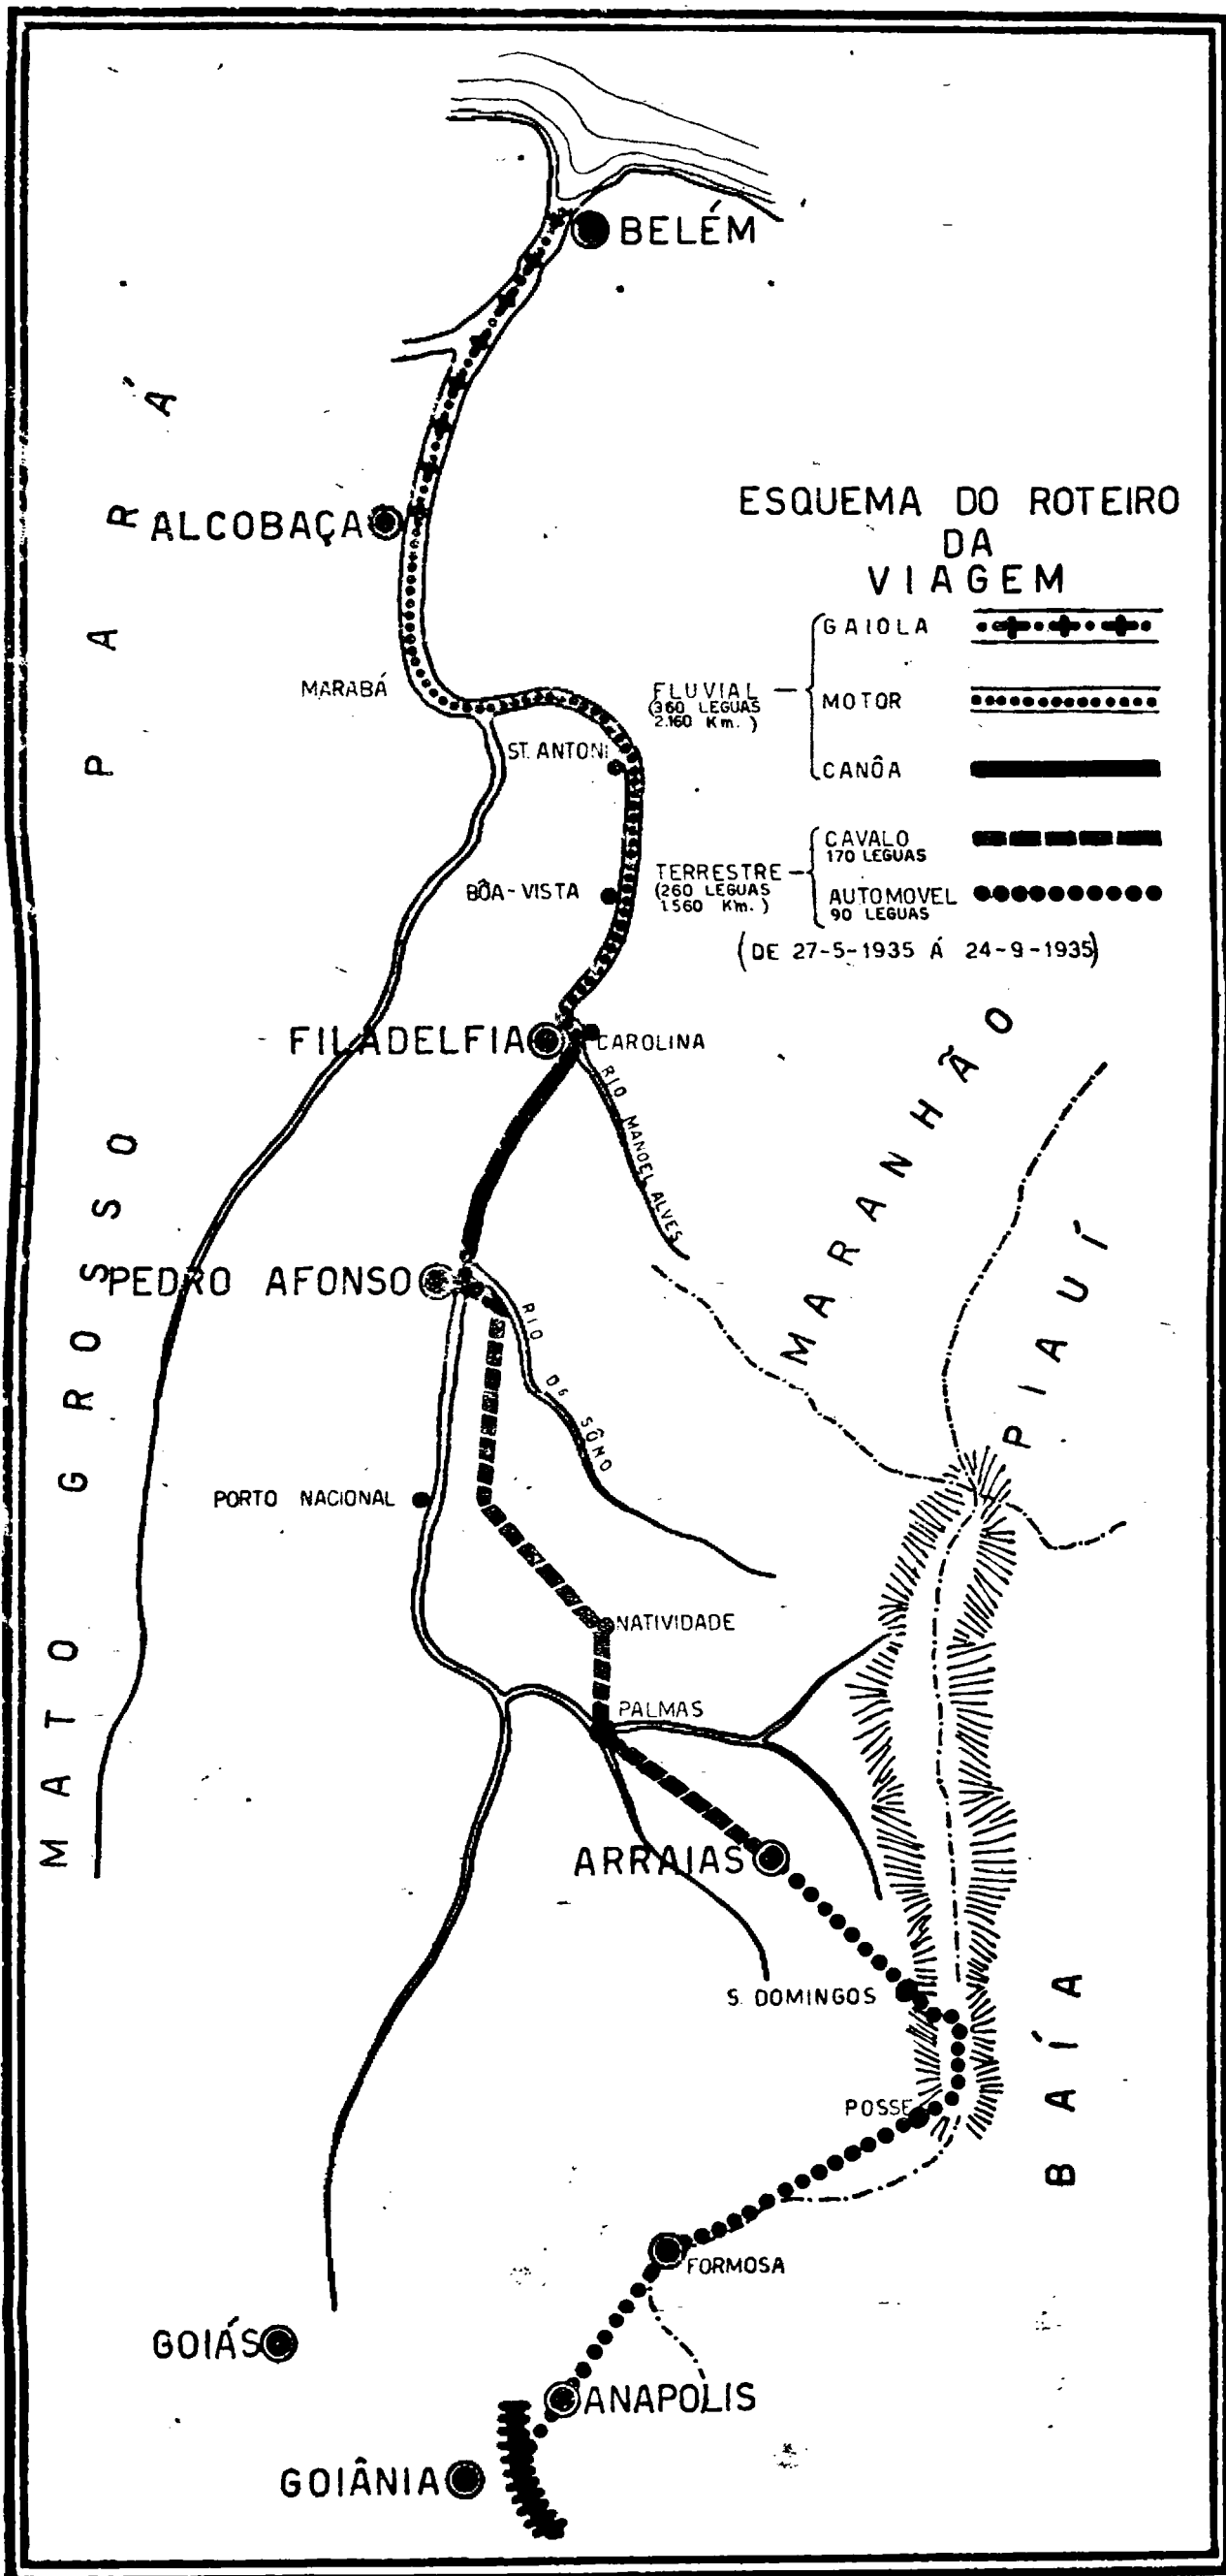 BELÉM
PARÁ
ALCOBAÇA
ESQUEMA DO ROTEIRO
DA
VIAGEM
GAIOLA
FLUVIAL
(360 LEGUAS
2.160 Km.)
MOTOR
CANÔA
CAVALO
170 LEGUAS
TERRESTRE
(260 LEGUAS
1.560 Km.)
AUTOMOVEL
90 LEGUAS
(DE 27-5-1935 Á 24-9-1935)
MARABÁ
ST. ANTONI
BÔA-VISTA
FILADELFIA
CAROLINA
RIO MANOEL ALVES
MARANHÃO
PIAUÍ
MATO GROSSO
PEDRO AFONSO
RIO DE SÔNO
PORTO NACIONAL
NATIVIDADE
PALMAS
ARRAIAS
S. DOMINGOS
BAÍA
POSSE
FORMOSA
GOIÁS
ANAPOLIS
GOIÂNIA